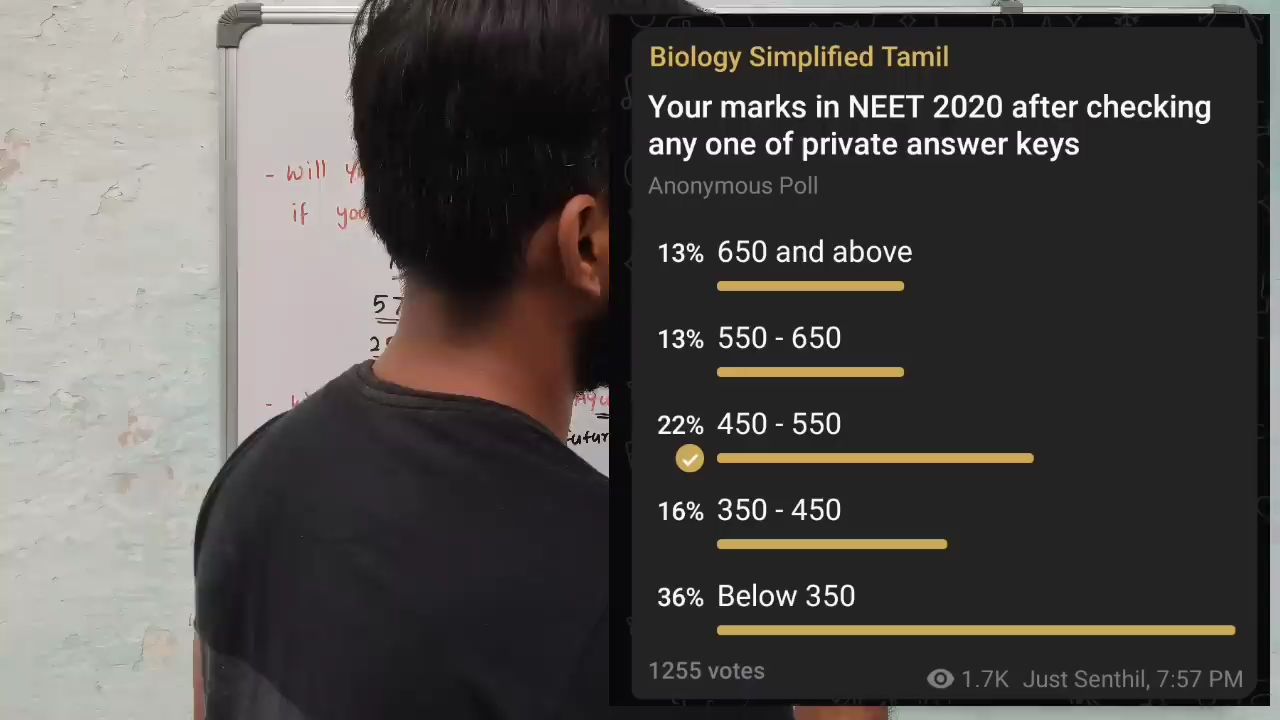 - will
if you
57
Biology Simplified Tamil
Your marks in NEET 2020 after checking
any one of private answer keys
Anonymous Poll
13% 650 and above
13% 550 - 650
22% 450 - 550
16% 350 - 450
36% Below 350
1255 votes
1.7K Just Senthil, 7:57 PM